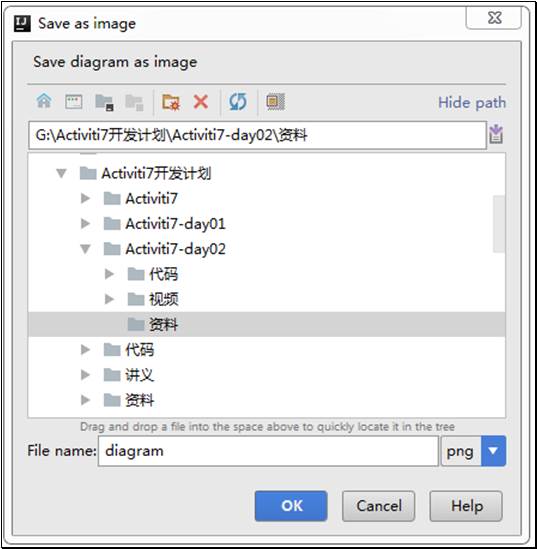 Save as image
Save diagram as image
Hide path
G:\Activiti7开发计划\Activiti7-day02\资料
Activiti7开发计划
Activiti7
Activiti7-day01
Activiti7-day02
代码
视频
资料
代码
讲义
资料
Drag and drop a file into the space above to quickly locate it in the tree
File name: diagram png
OK Cancel Help